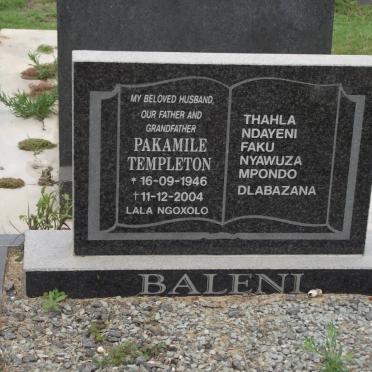 MY BELOVED HUSBAND,
OUR FATHER AND
GRANDFATHER
PAKAMILE
TEMPLETON
* 16-09-1946
† 11-12-2004
LALA NGOXOLO
THAHLA
NDAYENI
FAKU
NYAWUZA
MPONDO
DLABAZANA
BALENI